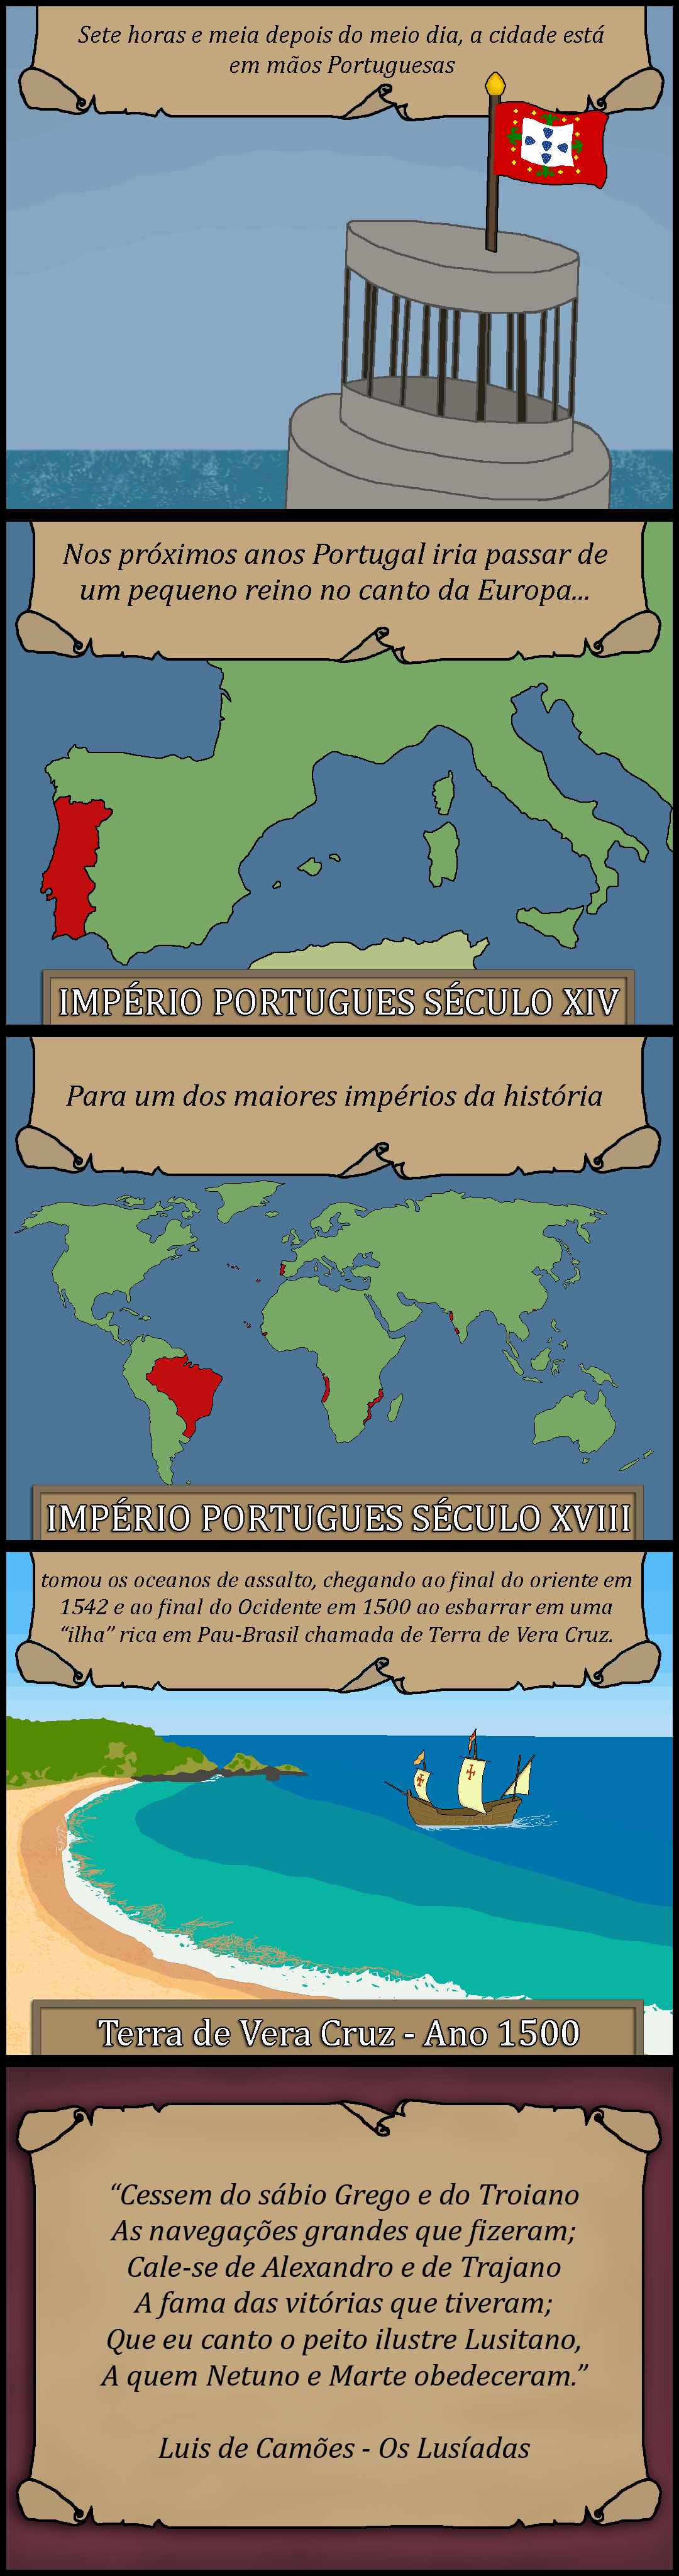 Sete horas e meia depois do meio dia, a cidade está
em mãos Portuguesas
Nos próximos anos Portugal iria passar de
um pequeno reino no canto da Europa...
IMPÉRIO PORTUGUES SÉCULO XIV
Para um dos maiores impérios da história
IMPÉRIO PORTUGUES SÉCULO XVIII
tomou os oceanos de assalto, chegando ao final do oriente em
1542 e ao final do Ocidente em 1500 ao esbarrar em uma
“ilha” rica em Pau-Brasil chamada de Terra de Vera Cruz.
Terra de Vera Cruz - Ano 1500
“Cessem do sábio Grego e do Troiano
As navegações grandes que fizeram;
Cale-se de Alexandro e de Trajano
A fama das vitórias que tiveram;
Que eu canto o peito ilustre Lusitano,
A quem Netuno e Marte obedeceram.”
Luis de Camões - Os Lusíadas